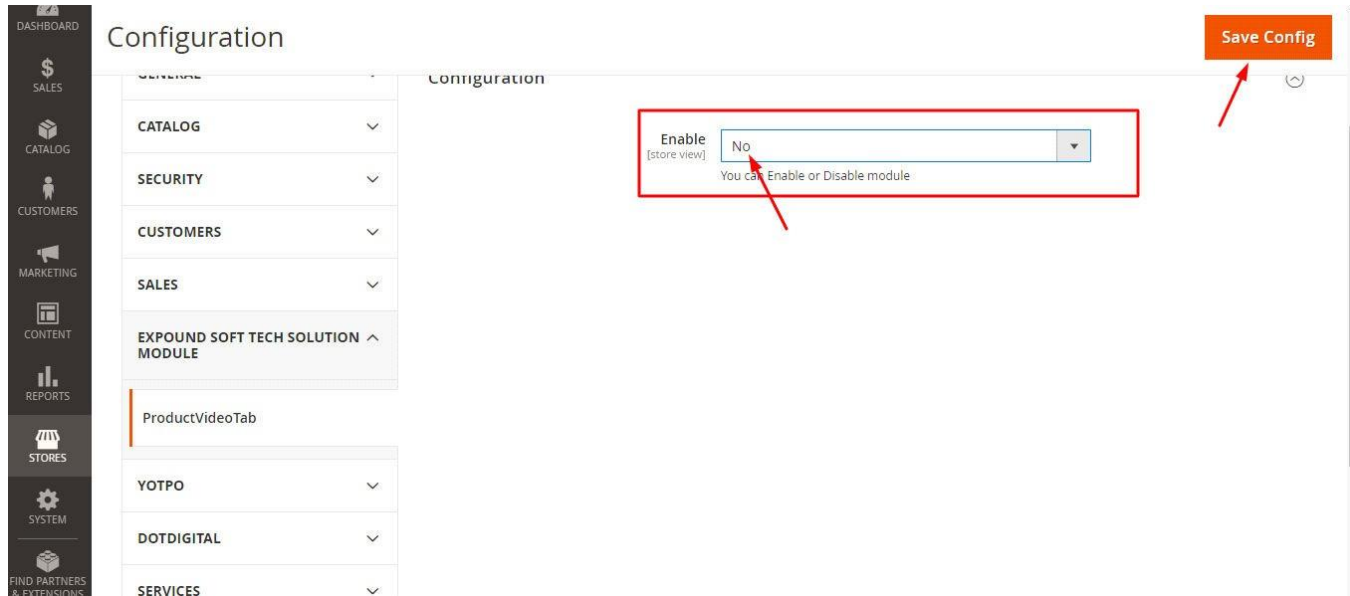 DASHBOARD
SALES
CATALOG
CUSTOMERS
MARKETING
CONTENT
REPORTS
STORES
SYSTEM
FIND PARTNERS
& EXTENSIONS
Configuration
Save Config
GENERAL
CATALOG
SECURITY
CUSTOMERS
SALES
EXPOUND SOFT TECH SOLUTION
MODULE
ProductVideoTab
YOTPO
DOTDIGITAL
SERVICES
Configuration
Enable
[store view]
No
You can Enable or Disable module